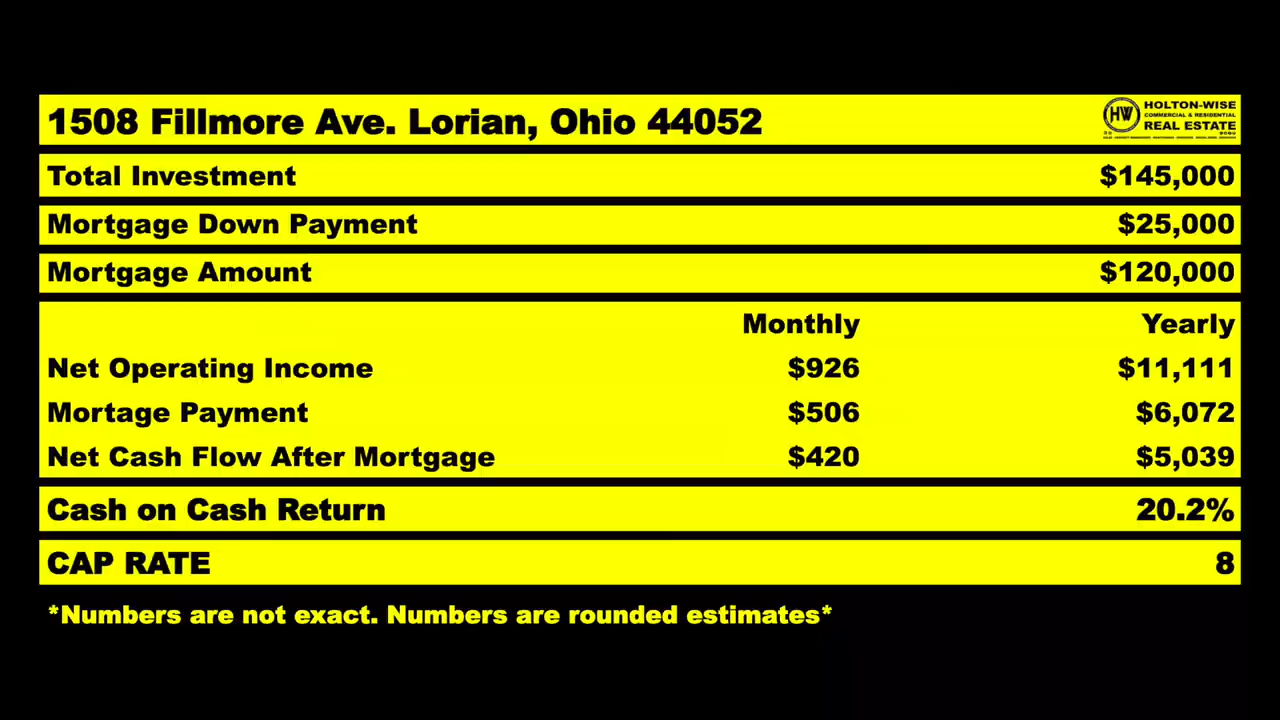 1508 Fillmore Ave. Lorian, Ohio 44052
HW
HOLTON-WISE
COMMERCIAL & RESIDENTIAL
REAL ESTATE
Total Investment $145,000
Mortgage Down Payment $25,000
Mortgage Amount $120,000
Monthly Yearly
Net Operating Income $926 $11,111
Mortage Payment $506 $6,072
Net Cash Flow After Mortgage $420 $5,039
Cash on Cash Return 20.2%
CAP RATE 8
*Numbers are not exact. Numbers are rounded estimates*